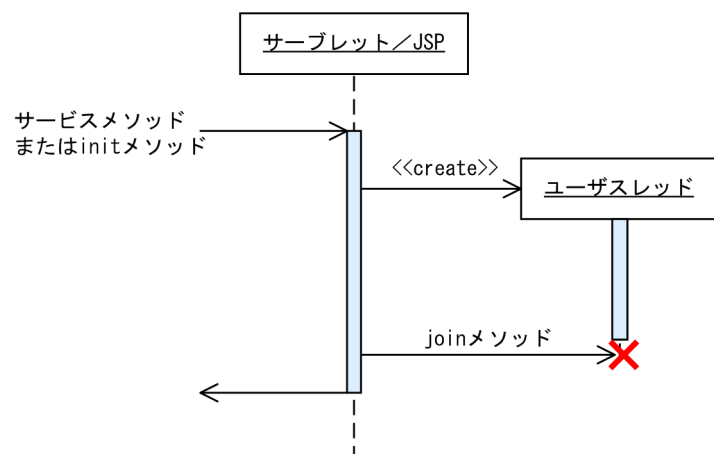 サーブレット／JSP
サービスメソッド
またはinitメソッド
<<create>>
ユーザスレッド
joinメソッド